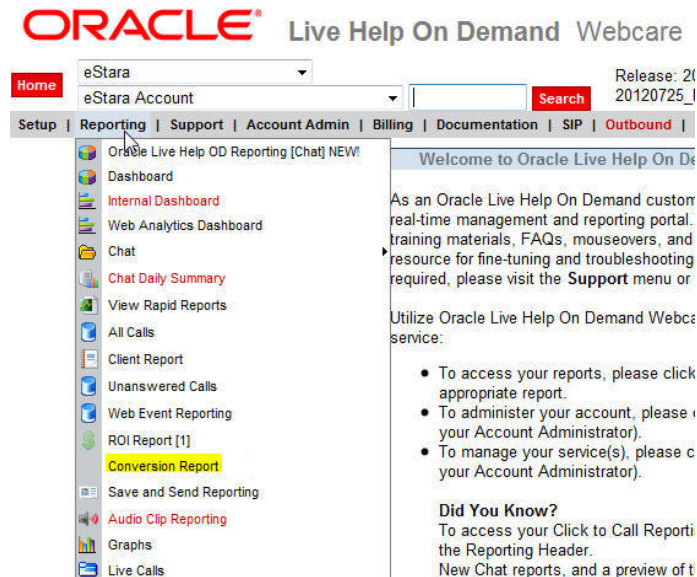 ORACLE® Live Help On Demand Webcare
eStara
Release: 20
Home
eStara Account
Search
20120725_
Setup | Reporting | Support | Account Admin | Billing | Documentation | SIP | Outbound |
Oracle Live Help OD Reporting [Chat] NEW!
Dashboard
Internal Dashboard
Web Analytics Dashboard
Chat
Chat Daily Summary
View Rapid Reports
All Calls
Client Report
Unanswered Calls
Web Event Reporting
ROI Report [1]
Conversion Report
Save and Send Reporting
Audio Clip Reporting
Graphs
Live Calls
Welcome to Oracle Live Help On De
As an Oracle Live Help On Demand custom
real-time management and reporting portal.
training materials, FAQs, mouseovers, and
resource for fine-tuning and troubleshooting
required, please visit the Support menu or
Utilize Oracle Live Help On Demand Webca
service:
• To access your reports, please click
appropriate report.
• To administer your account, please
your Account Administrator).
• To manage your service(s), please c
your Account Administrator).
Did You Know?
To access your Click to Call Reporti
the Reporting Header.
New Chat reports, and a preview of t